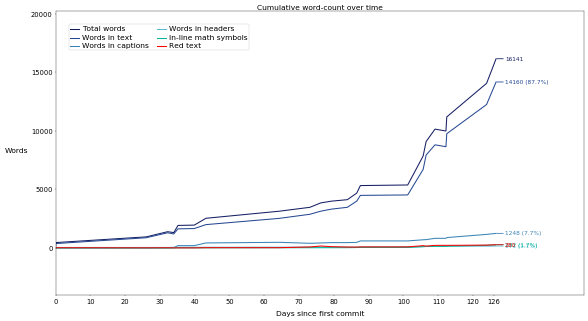 Cumulative word-count over time
20000
15000
10000
5000
0
Words
Total words
Words in text
Words in captions
Words in headers
In-line math symbols
Red text
16141
14160 (87.7%)
1248 (7.7%)
(1.7%)
0 10 20 30 40 50 60 70 80 90 100 110 120 126
Days since first commit